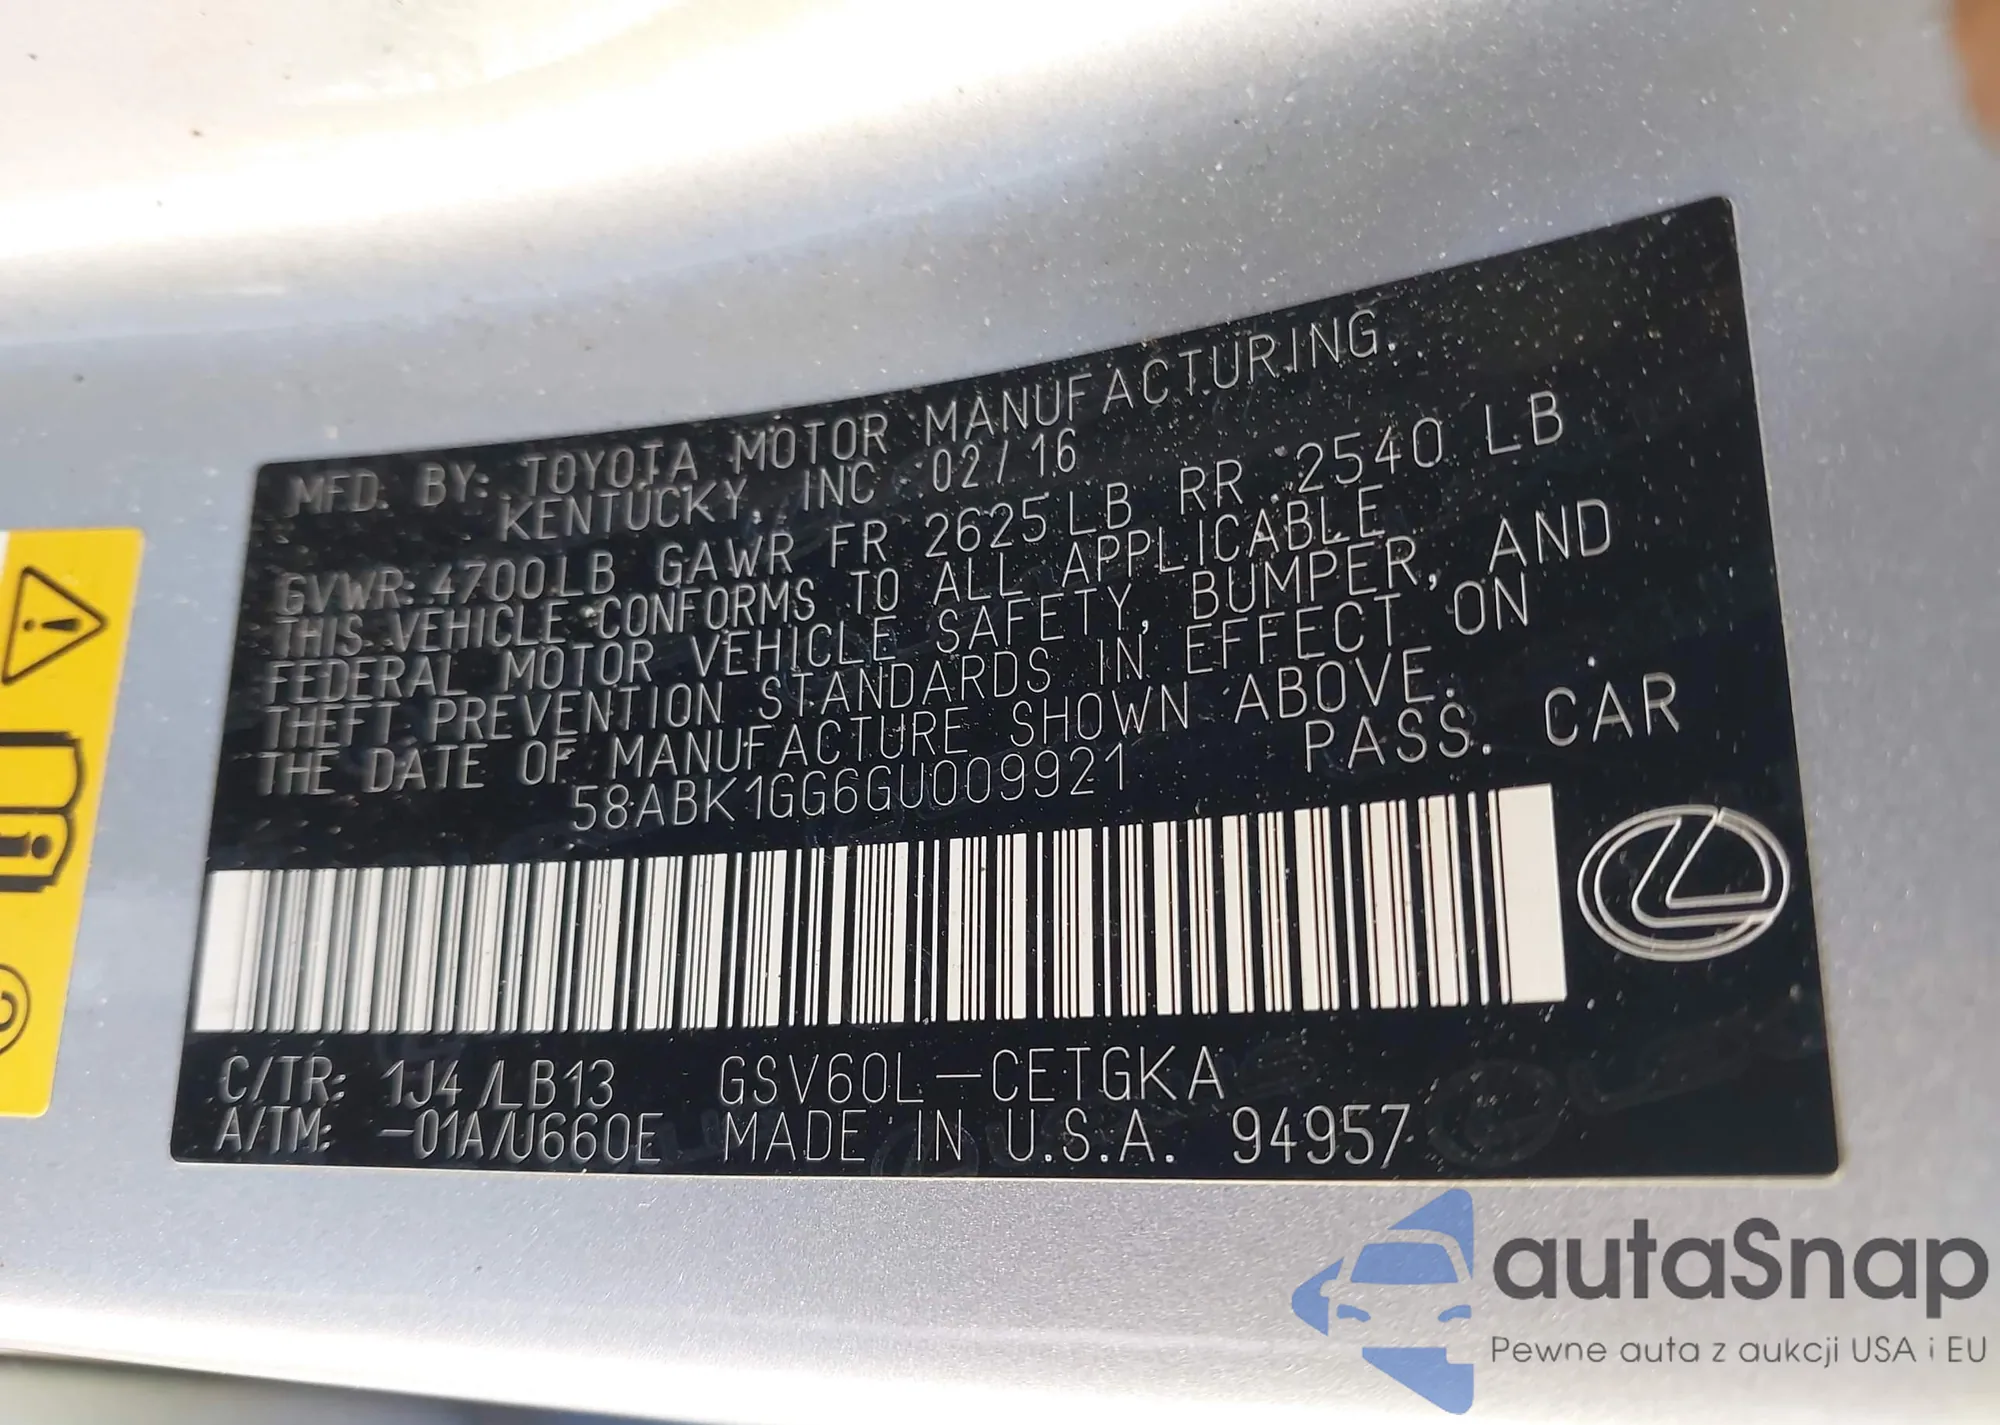 MFD. BY: TOYOTA MOTOR MANUFACTURING.
KENTUCKY, INC 02/16
GVWR: 4700LB GAWR FR 2625LB RR 2540 LB
THIS VEHICLE CONFORMS TO ALL APPLICABLE
FEDERAL MOTOR VEHICLE SAFETY, BUMPER, AND
THEFT PREVENTION STANDARDS IN EFFECT ON
THE DATE OF MANUFACTURE SHOWN ABOVE.
58ABK1GG6GU009921 PASS. CAR
C/TR: 1J4 /LB13 GSV60L-CETGKA
A/TM: -01A/U660E MADE IN U.S.A. 94957
autaSnap
Pewne auta z aukcji USA i EU